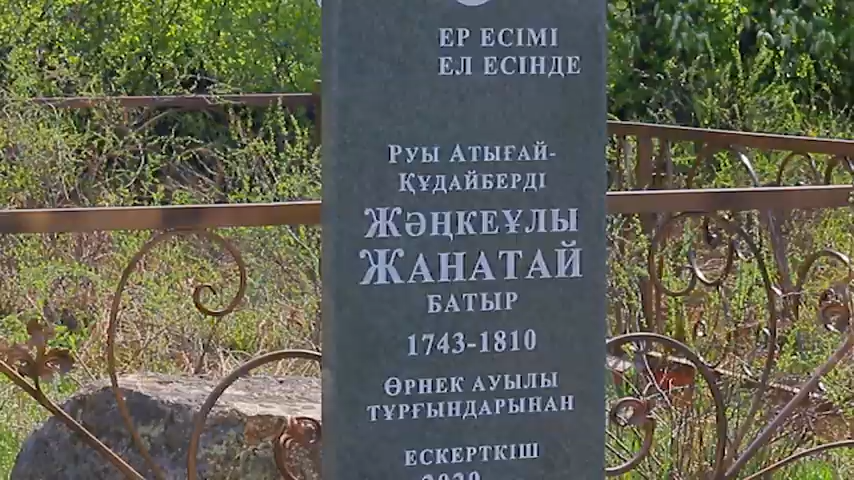 ЕР ЕСІМІ
ЕЛ ЕСІНДЕ
РУЫ АТЫҒАЙ-
ҚҰДАЙБЕРДІ
ЖӘҢКЕҰЛЫ
ЖАНАТАЙ
БАТЫР
1743-1810
ӨРНЕК АУЫЛЫ
ТҰРҒЫНДАРЫНАН
ЕСКЕРТКІШ